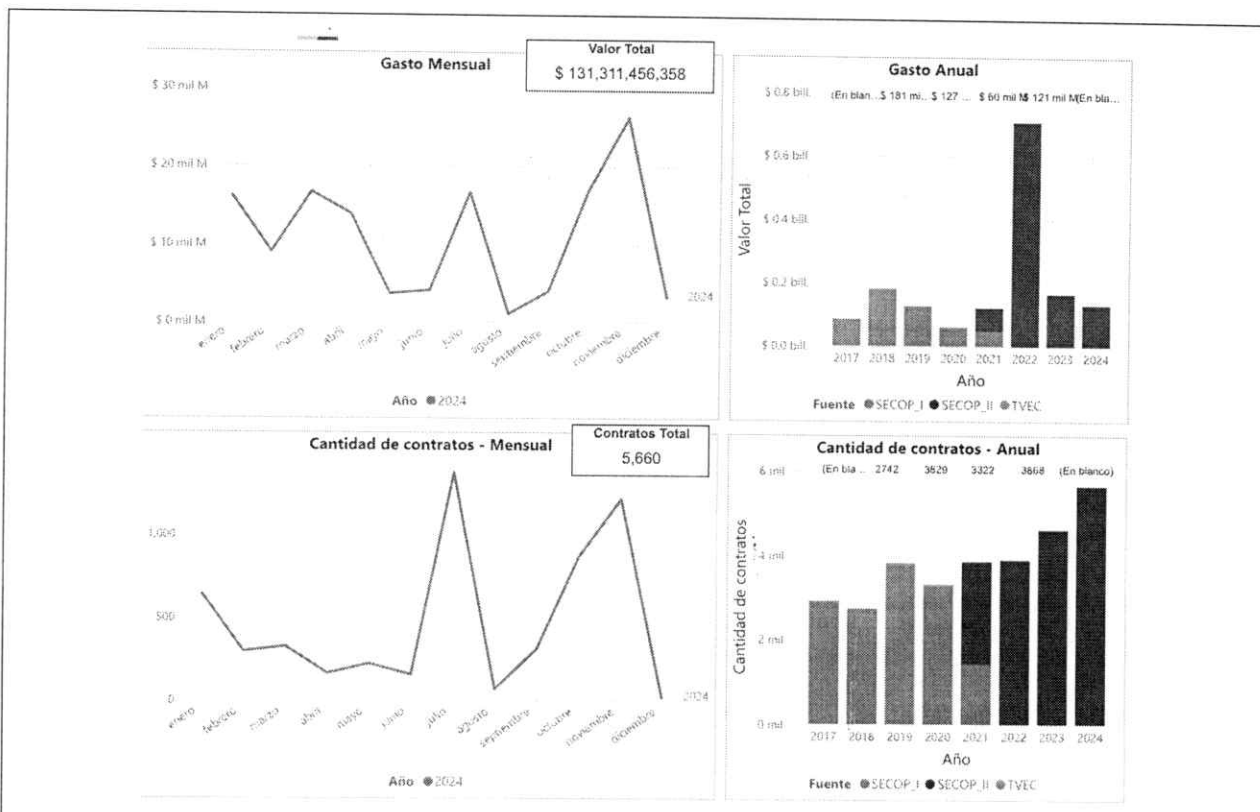 Gasto Mensual
Valor Total
$ 131,311,456,358
$ 30 mil M
$ 20 mil M
$ 10 mil M
$ 0 mil M
enero
febrero
marzo
abril
mayo
junio
julio
agosto
septiembre
octubre
noviembre
diciembre
2024
Año 2024
Gasto Anual
(En blan... $ 181 mi... $ 127 ... $ 60 mil M $ 121 mil M (En bla...
$ 0.8 bill.
$ 0.6 bill.
$ 0.4 bill.
$ 0.2 bill.
$ 0.0 bill.
Valor Total
2017 2018 2019 2020 2021 2022 2023 2024
Año
Fuente SECOP_I SECOP_II TVEC
Cantidad de contratos - Mensual
Contratos Total
5,660
1,000
500
0
enero
febrero
marzo
abril
mayo
junio
julio
agosto
septiembre
octubre
noviembre
diciembre
2024
Año 2024
Cantidad de contratos - Anual
(En bla... 2742 3829 3322 3868 (En blanco)
6 mil
4 mil
2 mil
0 mil
Cantidad de contratos
2017 2018 2019 2020 2021 2022 2023 2024
Año
Fuente SECOP_I SECOP_II TVEC